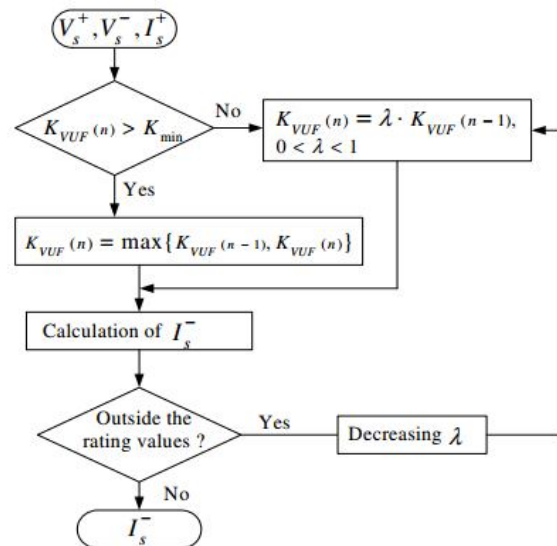 V_s^+, V_s^-, I_s^+
K_VUF (n) > K_min
No
K_VUF (n) = λ · K_VUF (n − 1),
0 < λ < 1
Yes
K_VUF (n) = max{K_VUF (n − 1), K_VUF (n)}
Calculation of I_s^-
Outside the
rating values ?
Yes
Decreasing λ
No
I_s^-